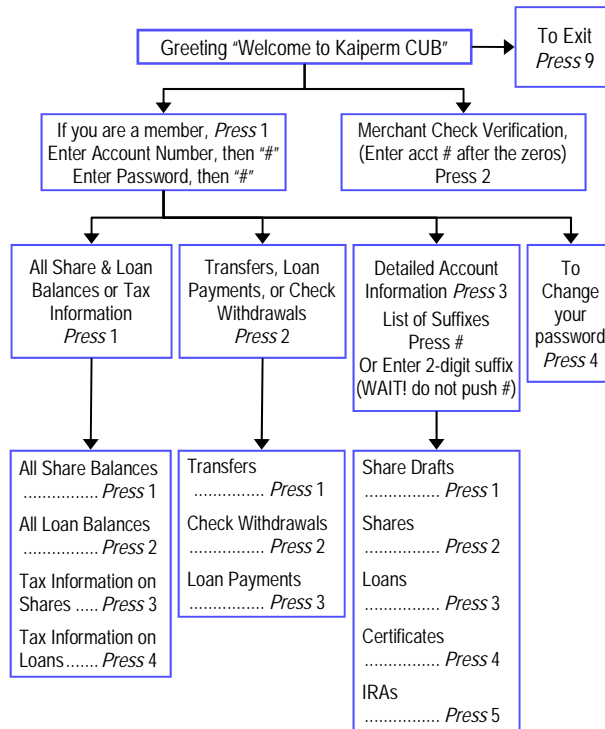 Greeting “Welcome to Kaiperm CUB”
To Exit
Press 9
If you are a member, Press 1
Enter Account Number, then “#”
Enter Password, then “#”
Merchant Check Verification,
(Enter acct # after the zeros)
Press 2
All Share & Loan
Balances or Tax
Information
Press 1
Transfers, Loan
Payments, or Check
Withdrawals
Press 2
Detailed Account
Information Press 3
List of Suffixes
Press #
Or Enter 2-digit suffix
(WAIT! do not push #)
To
Change
your
password
Press 4
All Share Balances
................ Press 1
All Loan Balances
................ Press 2
Tax Information on
Shares ..... Press 3
Tax Information on
Loans....... Press 4
Transfers
............... Press 1
Check Withdrawals
................ Press 2
Loan Payments
................ Press 3
Share Drafts
............... Press 1
Shares
............... Press 2
Loans
............... Press 3
Certificates
............... Press 4
IRAs
............... Press 5